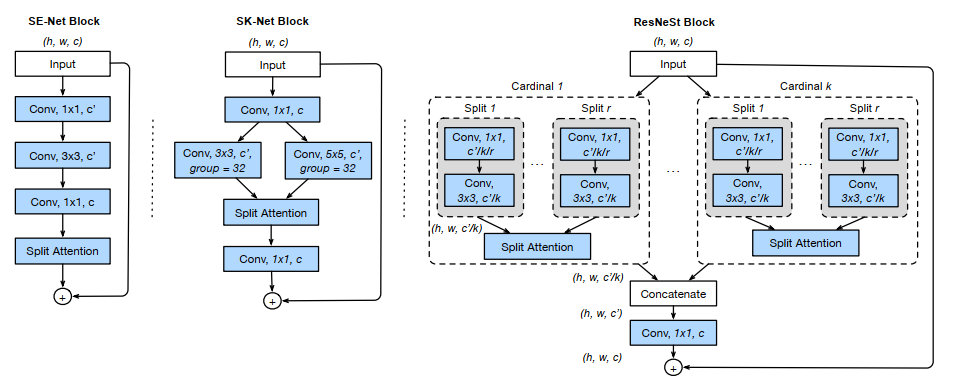 SE-Net Block
(h, w, c)
Input
Conv, 1x1, c'
Conv, 3x3, c'
Conv, 1x1, c
Split Attention
+
SK-Net Block
(h, w, c)
Input
Conv, 1x1, c
Conv, 3x3, c',
group = 32
Conv, 5x5, c',
group = 32
Split Attention
Conv, 1x1, c
+
ResNeSt Block
(h, w, c)
Input
Cardinal 1
Split 1
Conv, 1x1,
c'/k/r
Conv,
3x3, c'/k
...
Split r
Conv, 1x1,
c'/k/r
Conv,
3x3, c'/k
(h, w, c'/k)
Split Attention
...
Cardinal k
Split 1
Conv, 1x1,
c'/k/r
Conv,
3x3, c'/k
...
Split r
Conv, 1x1,
c'/k/r
Conv,
3x3, c'/k
Split Attention
(h, w, c'/k)
Concatenate
(h, w, c')
Conv, 1x1, c
(h, w, c)
+